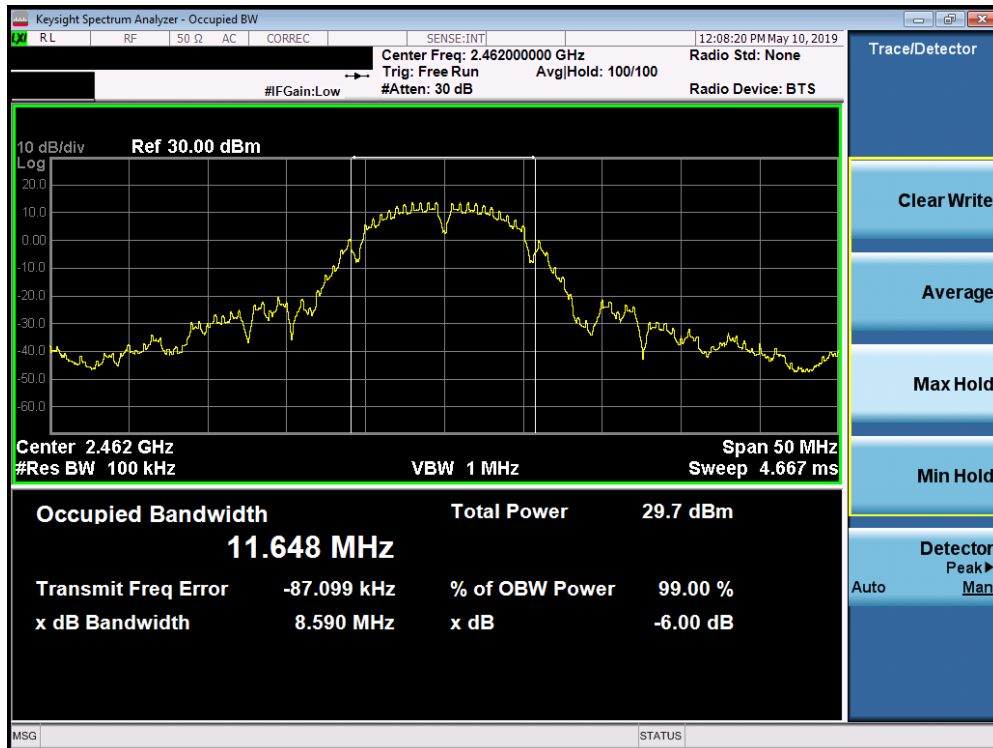 Keysight Spectrum Analyzer - Occupied BW
LXI RL RF 50 Ω AC CORREC SENSE:INT 12:08:20 PM May 10, 2019
Center Freq: 2.462000000 GHz Radio Std: None
Trig: Free Run Avg|Hold: 100/100
#IFGain:Low #Atten: 30 dB Radio Device: BTS
10 dB/div Ref 30.00 dBm
Log
20.0
10.0
0.00
-10.0
-20.0
-30.0
-40.0
-50.0
-60.0
Center 2.462 GHz Span 50 MHz
#Res BW 100 kHz VBW 1 MHz Sweep 4.667 ms
Occupied Bandwidth Total Power 29.7 dBm
11.648 MHz
Transmit Freq Error -87.099 kHz % of OBW Power 99.00 %
x dB Bandwidth 8.590 MHz x dB -6.00 dB
Trace/Detector
Clear Write
Average
Max Hold
Min Hold
Detector
Peak▶
Auto Man
MSG STATUS